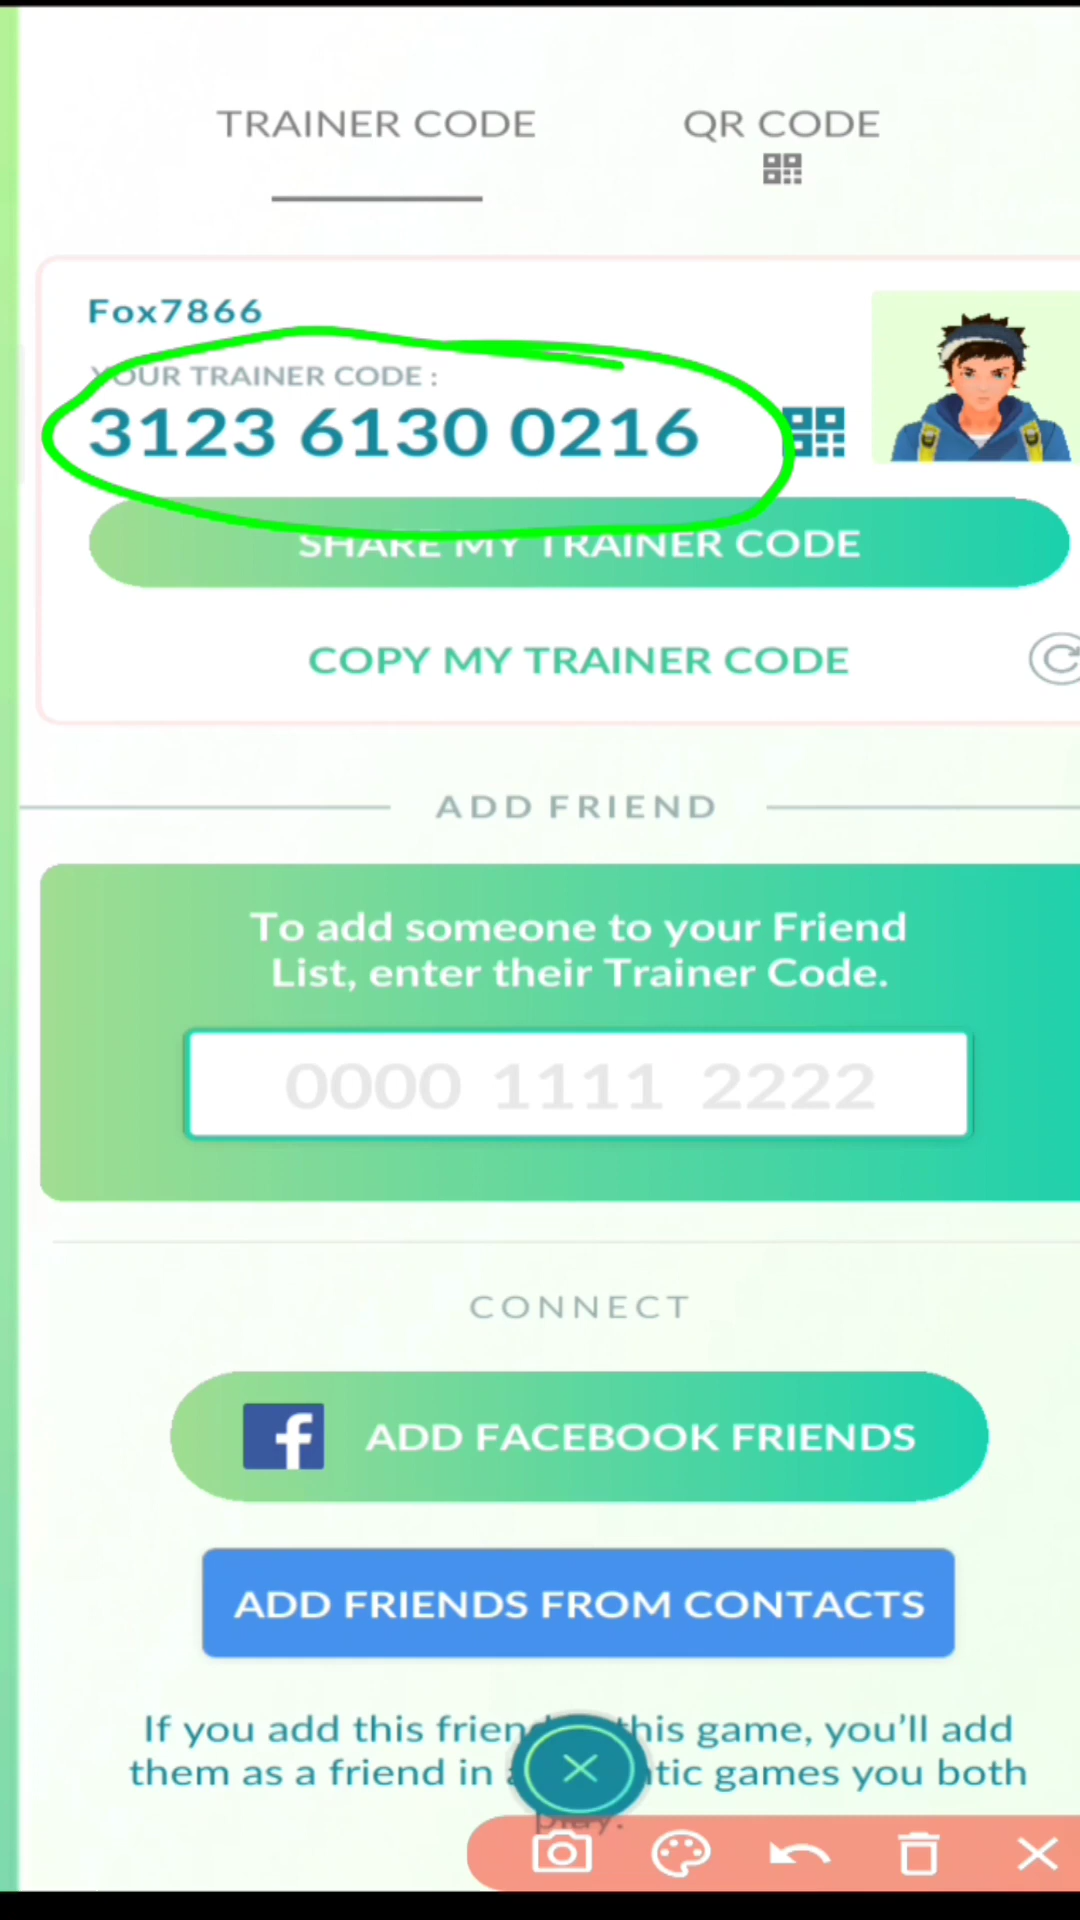 TRAINER CODE
QR CODE
Fox7866
YOUR TRAINER CODE :
3123 6130 0216
SHARE MY TRAINER CODE
COPY MY TRAINER CODE
ADD FRIEND
To add someone to your Friend
List, enter their Trainer Code.
0000 1111 2222
CONNECT
f ADD FACEBOOK FRIENDS
ADD FRIENDS FROM CONTACTS
If you add this this game, you'll add
them as a friend in games you both
play.